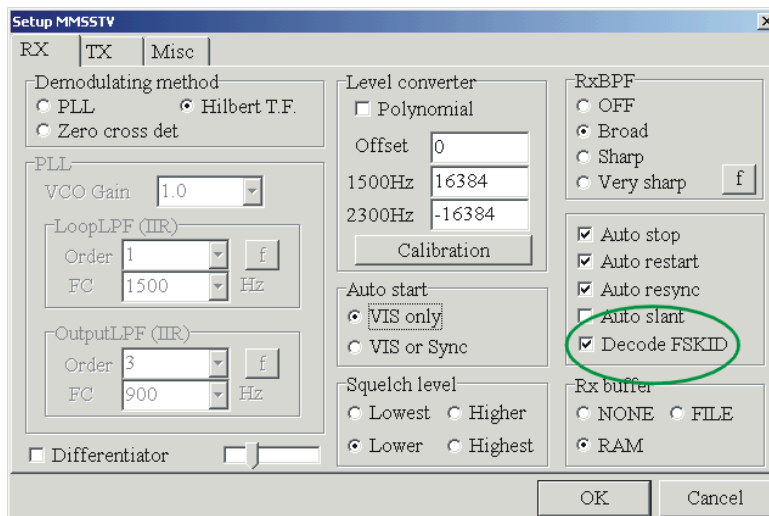 Setup MMSSTV
RX TX Misc
Demodulating method
PLL Hilbert T.F.
Zero cross det
PLL
VCO Gain 1.0
LoopLPF (IIR)
Order 1 f
FC 1500 Hz
OutputLPF (IIR)
Order 3 f
FC 900 Hz
Differentiator
Level converter
Polynomial
Offset 0
1500Hz 16384
2300Hz -16384
Calibration
Auto start
VIS only
VIS or Sync
Squelch level
Lowest Higher
Lower Highest
RxBPF
OFF
Broad
Sharp
Very sharp f
Auto stop
Auto restart
Auto resync
Auto slant
Decode FSKID
Rx buffer
NONE FILE
RAM
OK Cancel